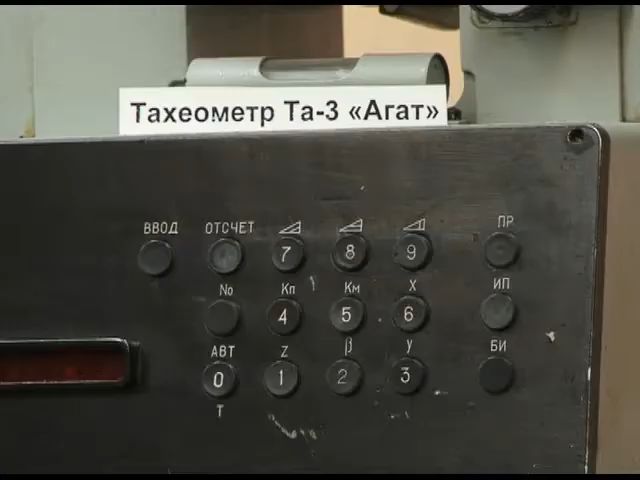 Тахеометр Та-3 «Агат»
ВВОД ОТСЧЕТ ПР
7 8 9
No Кп Км X ИП
4 5 6
АВТ Z β У БИ
0 1 2 3
Т